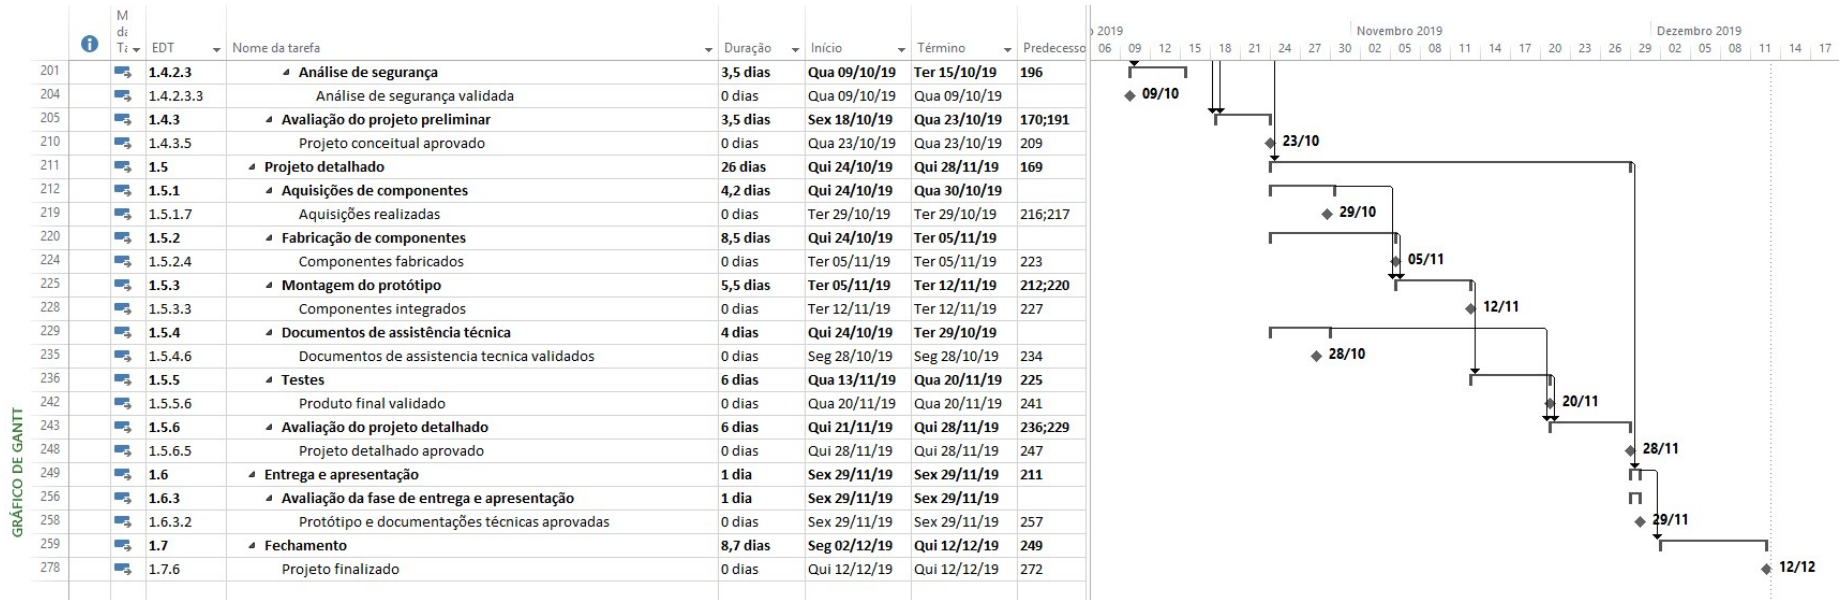 M
da
Ta
EDT
Nome da tarefa
Duração
Início
Término
Predecesso
2019
Novembro 2019
Dezembro 2019
06 09 12 15 18 21 24 27 30 02 05 08 11 14 17 20 23 26 29 02 05 08 11 14 17
201 1.4.2.3 Análise de segurança 3,5 dias Qua 09/10/19 Ter 15/10/19 196
204 1.4.2.3.3 Análise de segurança validada 0 dias Qua 09/10/19 Qua 09/10/19 09/10
205 1.4.3 Avaliação do projeto preliminar 3,5 dias Sex 18/10/19 Qua 23/10/19 170;191
210 1.4.3.5 Projeto conceitual aprovado 0 dias Qua 23/10/19 Qua 23/10/19 209 23/10
211 1.5 Projeto detalhado 26 dias Qui 24/10/19 Qui 28/11/19 169
212 1.5.1 Aquisições de componentes 4,2 dias Qui 24/10/19 Qua 30/10/19
219 1.5.1.7 Aquisições realizadas 0 dias Ter 29/10/19 Ter 29/10/19 216;217 29/10
220 1.5.2 Fabricação de componentes 8,5 dias Qui 24/10/19 Ter 05/11/19
224 1.5.2.4 Componentes fabricados 0 dias Ter 05/11/19 Ter 05/11/19 223 05/11
225 1.5.3 Montagem do protótipo 5,5 dias Ter 05/11/19 Ter 12/11/19 212;220
228 1.5.3.3 Componentes integrados 0 dias Ter 12/11/19 Ter 12/11/19 227 12/11
229 1.5.4 Documentos de assistência técnica 4 dias Qui 24/10/19 Ter 29/10/19
235 1.5.4.6 Documentos de assistencia tecnica validados 0 dias Seg 28/10/19 Seg 28/10/19 234 28/10
236 1.5.5 Testes 6 dias Qua 13/11/19 Qua 20/11/19 225
242 1.5.5.6 Produto final validado 0 dias Qua 20/11/19 Qua 20/11/19 241 20/11
243 1.5.6 Avaliação do projeto detalhado 6 dias Qui 21/11/19 Qui 28/11/19 236;229
248 1.5.6.5 Projeto detalhado aprovado 0 dias Qui 28/11/19 Qui 28/11/19 247 28/11
249 1.6 Entrega e apresentação 1 dia Sex 29/11/19 Sex 29/11/19 211
256 1.6.3 Avaliação da fase de entrega e apresentação 1 dia Sex 29/11/19 Sex 29/11/19
258 1.6.3.2 Protótipo e documentações técnicas aprovadas 0 dias Sex 29/11/19 Sex 29/11/19 257 29/11
259 1.7 Fechamento 8,7 dias Seg 02/12/19 Qui 12/12/19 249
278 1.7.6 Projeto finalizado 0 dias Qui 12/12/19 Qui 12/12/19 272 12/12
GRÁFICO DE GANTT